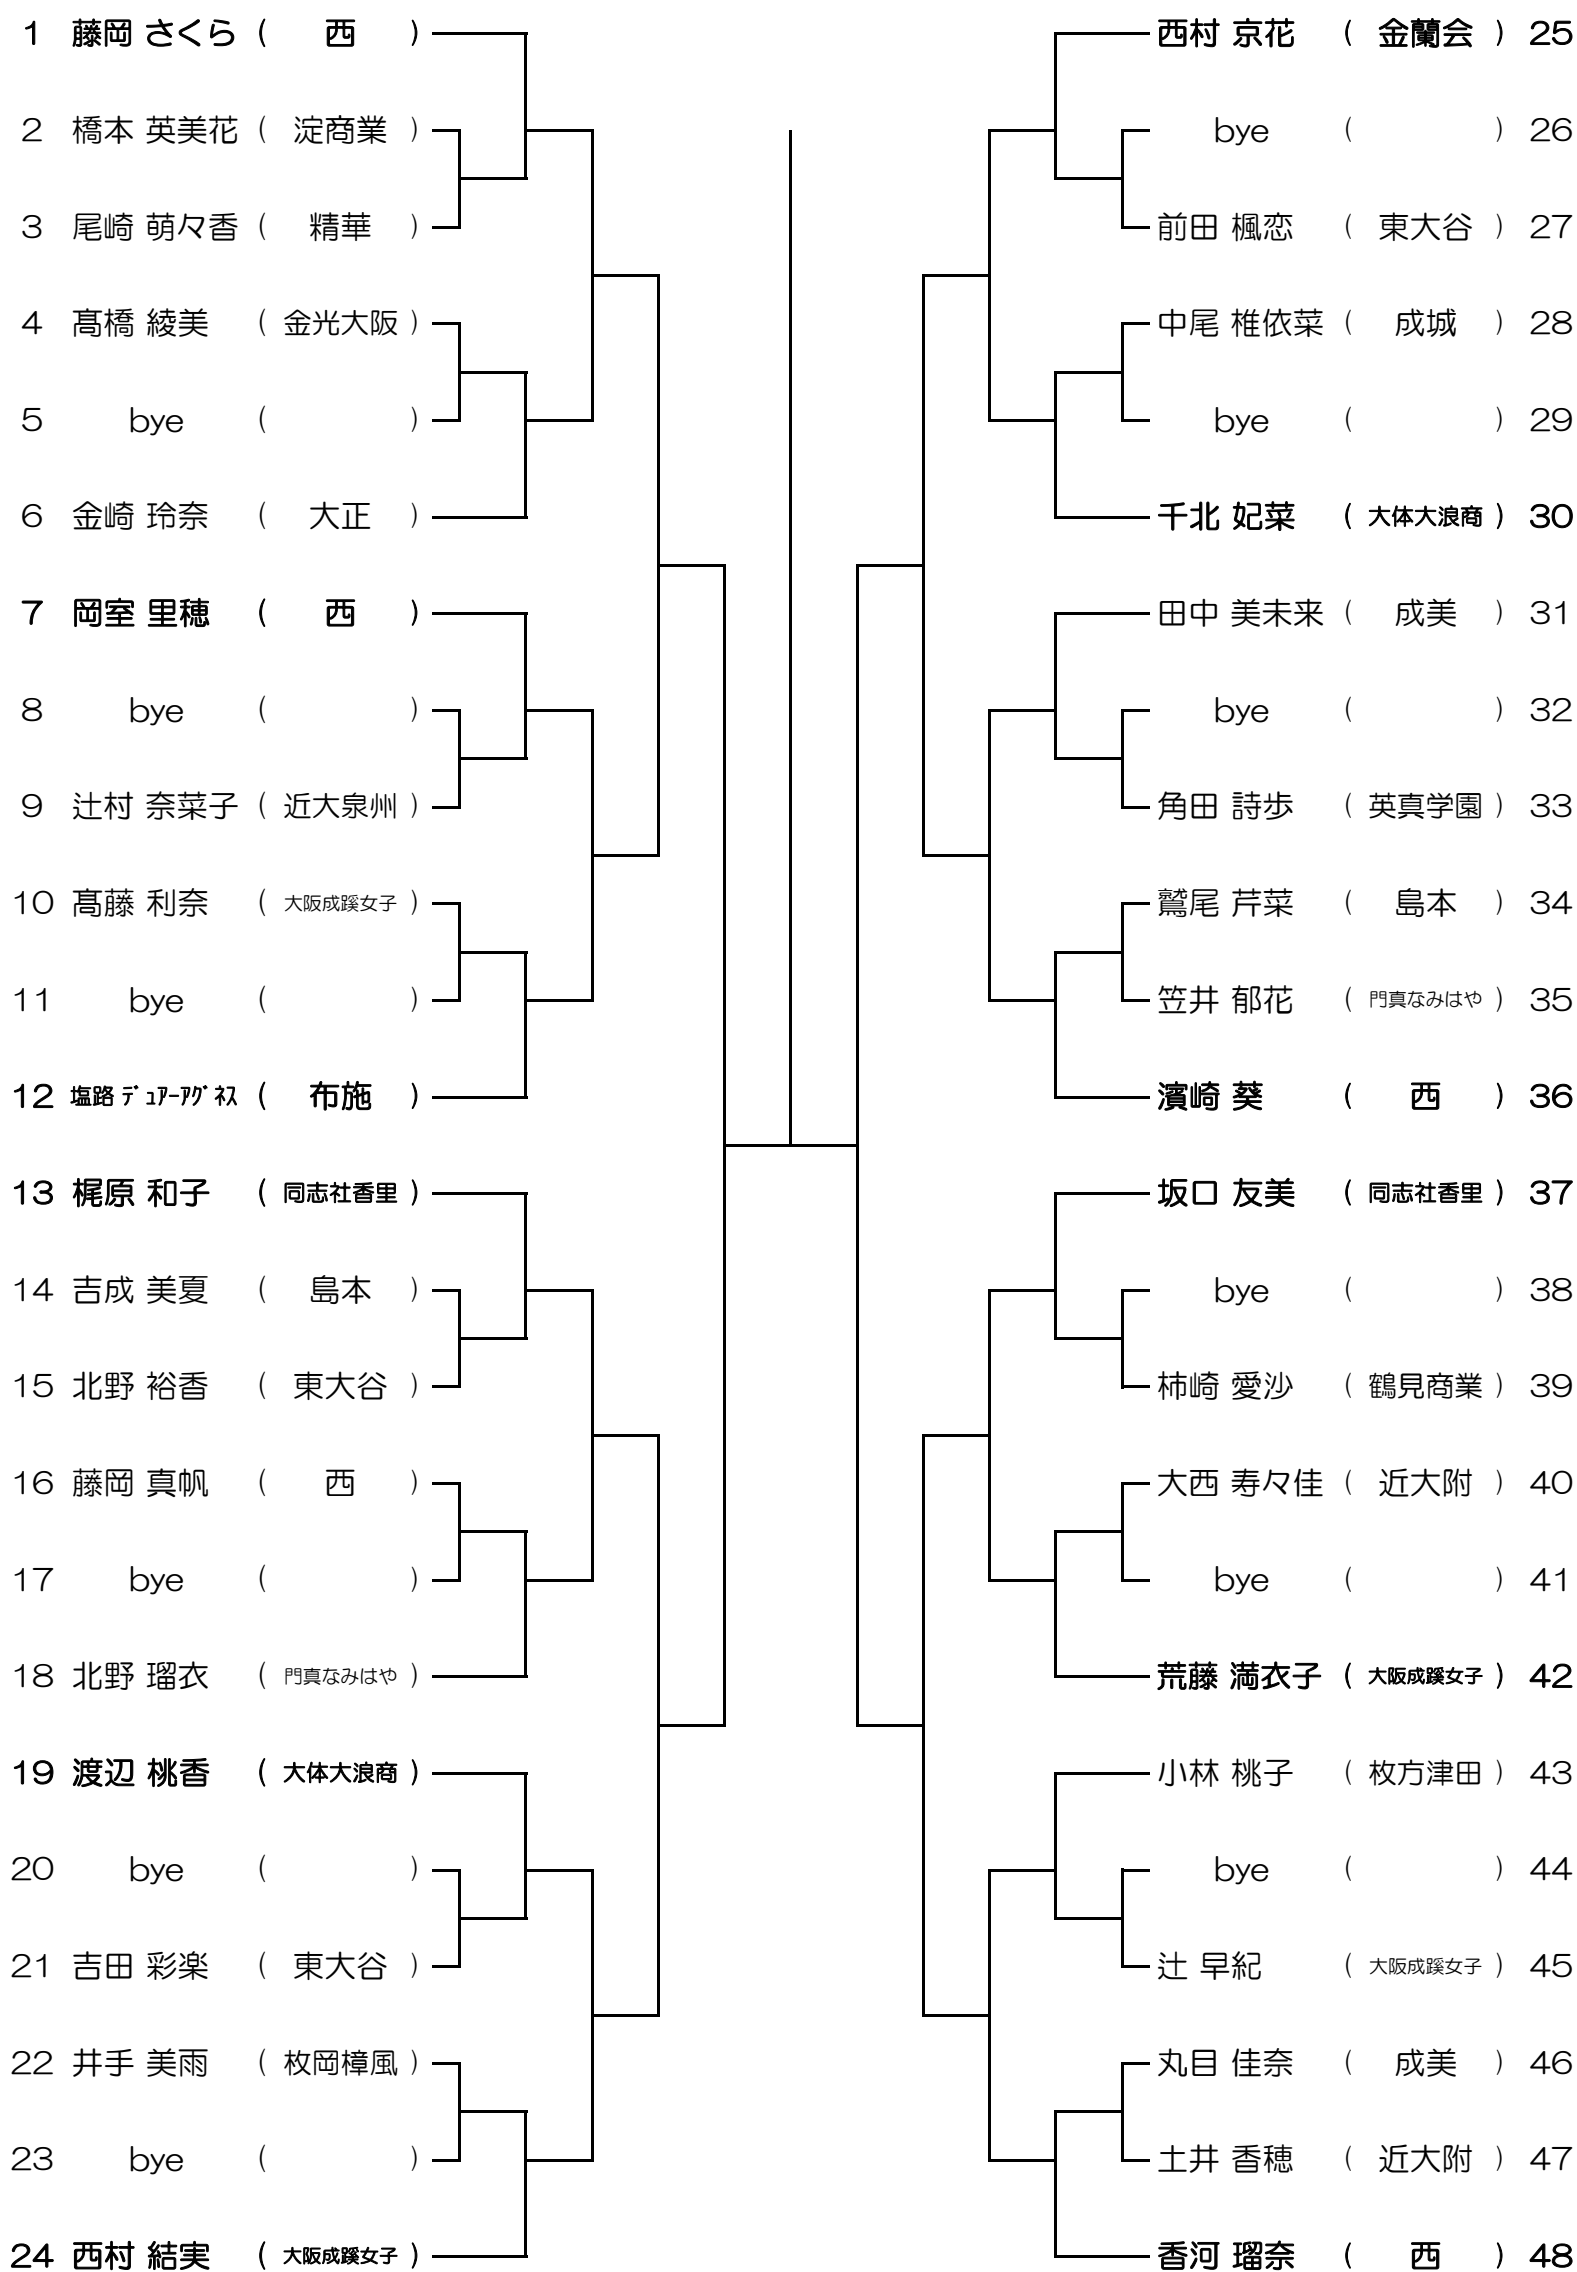 1 藤岡 さくら ( 西 )
2 橋本 英美花 ( 淀商業 )
3 尾崎 萌々香 ( 精華 )
4 髙橋 綾美 ( 金光大阪 )
5 bye ( )
6 金崎 玲奈 ( 大正 )
7 岡室 里穂 ( 西 )
8 bye ( )
9 辻村 奈菜子 ( 近大泉州 )
10 髙藤 利奈 ( 大阪成蹊女子 )
11 bye ( )
12 塩路 ﾃﾞｭｱｰｱｸﾞﾈｽ ( 布施 )
13 梶原 和子 ( 同志社香里 )
14 吉成 美夏 ( 島本 )
15 北野 裕香 ( 東大谷 )
16 藤岡 真帆 ( 西 )
17 bye ( )
18 北野 瑠衣 ( 門真なみはや )
19 渡辺 桃香 ( 大体大浪商 )
20 bye ( )
21 吉田 彩楽 ( 東大谷 )
22 井手 美雨 ( 枚岡樟風 )
23 bye ( )
24 西村 結実 ( 大阪成蹊女子 )
西村 京花 ( 金蘭会 ) 25
bye ( ) 26
前田 楓恋 ( 東大谷 ) 27
中尾 椎依菜 ( 成城 ) 28
bye ( ) 29
千北 妃菜 ( 大体大浪商 ) 30
田中 美未来 ( 成美 ) 31
bye ( ) 32
角田 詩歩 ( 英真学園 ) 33
鷲尾 芹菜 ( 島本 ) 34
笠井 郁花 ( 門真なみはや ) 35
濱崎 葵 ( 西 ) 36
坂口 友美 ( 同志社香里 ) 37
bye ( ) 38
柿崎 愛沙 ( 鶴見商業 ) 39
大西 寿々佳 ( 近大附 ) 40
bye ( ) 41
荒藤 満衣子 ( 大阪成蹊女子 ) 42
小林 桃子 ( 枚方津田 ) 43
bye ( ) 44
辻 早紀 ( 大阪成蹊女子 ) 45
丸目 佳奈 ( 成美 ) 46
土井 香穂 ( 近大附 ) 47
香河 瑠奈 ( 西 ) 48